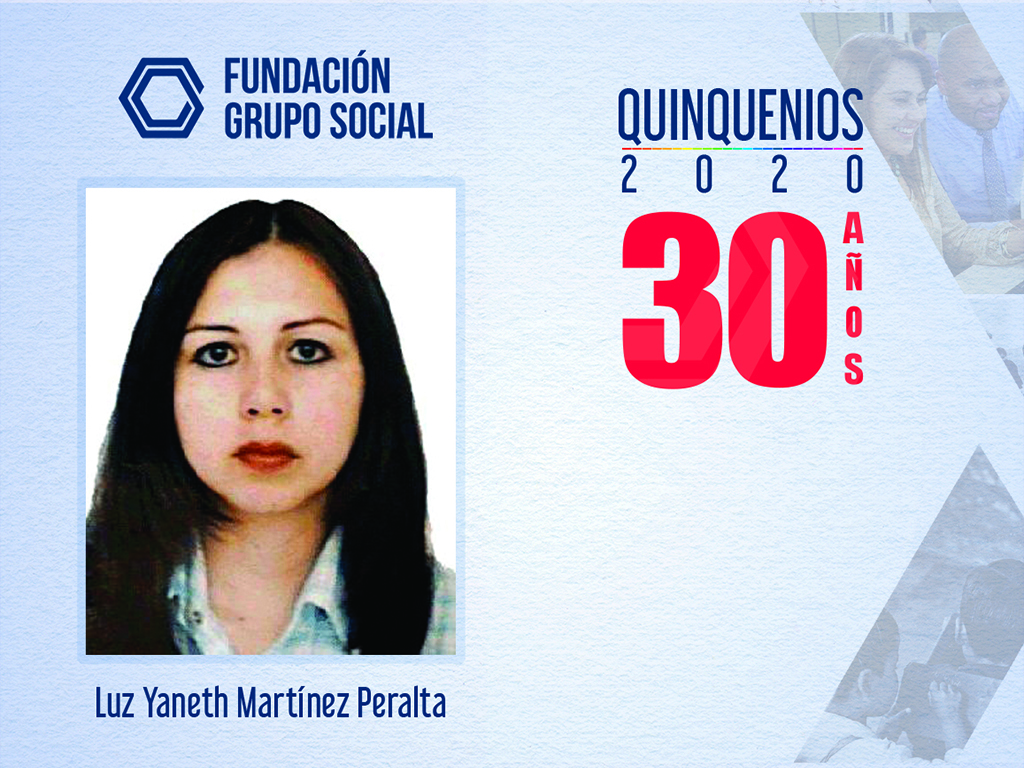 FUNDACIÓN
GRUPO SOCIAL
QUINQUENIOS
2020
30 AÑOS
Luz Yaneth Martínez Peralta